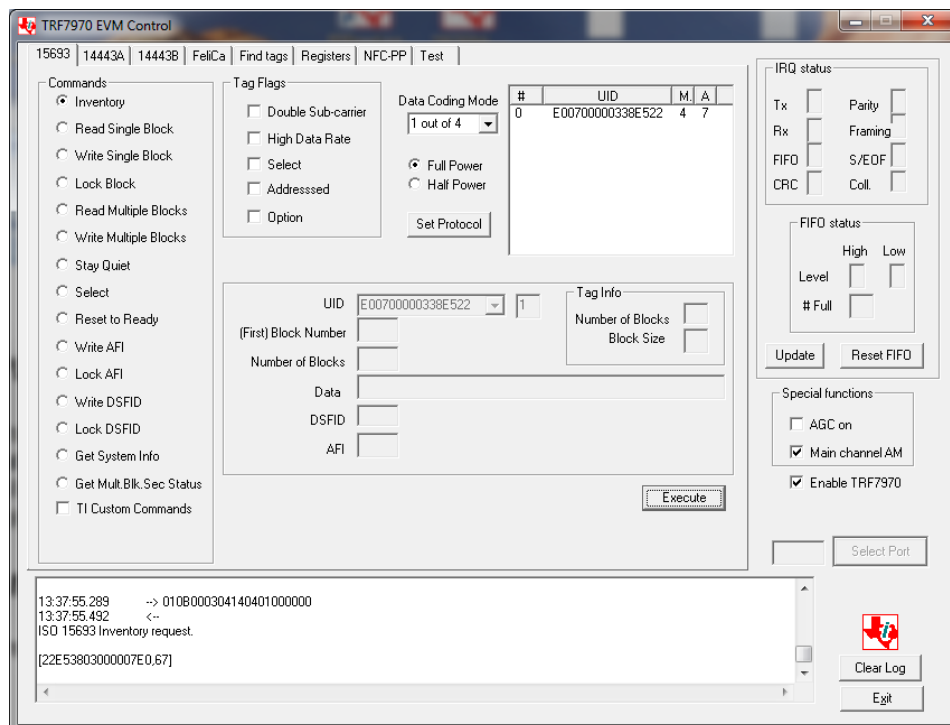 TRF7970 EVM Control
15693 14443A 14443B FeliCa Find tags Registers NFC-PP Test
Commands
Inventory
Read Single Block
Write Single Block
Lock Block
Read Multiple Blocks
Write Multiple Blocks
Stay Quiet
Select
Reset to Ready
Write AFI
Lock AFI
Write DSFID
Lock DSFID
Get System Info
Get Mult.Blk.Sec Status
TI Custom Commands
Tag Flags
Double Sub-carrier
High Data Rate
Select
Addresssed
Option
Data Coding Mode
1 out of 4
Full Power
Half Power
Set Protocol
# UID M. A
0 E00700000338E522 4 7
UID E00700000338E522 1
(First) Block Number
Number of Blocks
Data
DSFID
AFI
Tag Info
Number of Blocks
Block Size
Execute
IRQ status
Tx Parity
Rx Framing
FIFO S/EOF
CRC Coll.
FIFO status
High Low
Level
# Full
Update Reset FIFO
Special functions
AGC on
Main channel AM
Enable TRF7970
Select Port
13:37:55.289 --> 010B000304140401000000
13:37:55.492 <--
ISO 15693 Inventory request.
[22E53803000007E0,67]
Clear Log
Exit